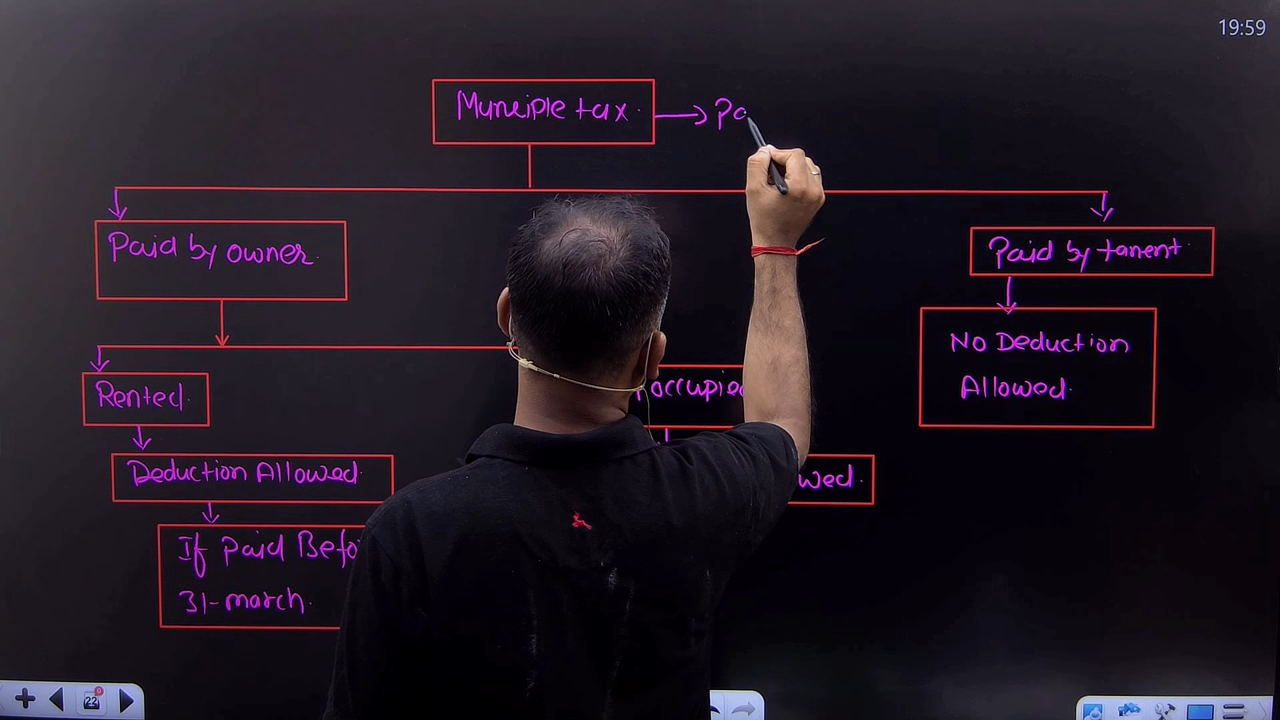 19:59
Municiple tax.
Pa
Paid by owner.
Paid by tanent.
Rented.
occupied
No Deduction
Allowed.
Deduction Allowed.
wed.
If Paid Befo
31-march.
22